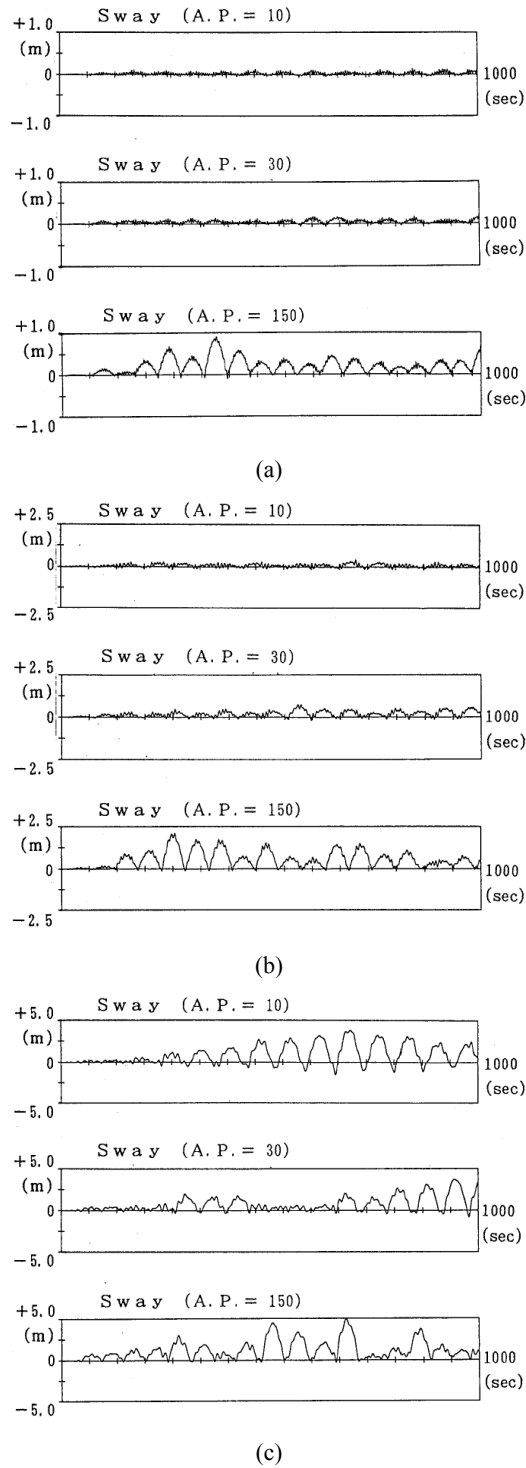 Sway (A. P. = 10)
+1.0
(m)
0
-1.0
1000
(sec)
Sway (A. P. = 30)
+1.0
(m)
0
-1.0
1000
(sec)
Sway (A. P. = 150)
+1.0
(m)
0
-1.0
1000
(sec)
(a)
Sway (A. P. = 10)
+2.5
(m)
0
-2.5
1000
(sec)
Sway (A. P. = 30)
+2.5
(m)
0
-2.5
1000
(sec)
Sway (A. P. = 150)
+2.5
(m)
0
-2.5
1000
(sec)
(b)
Sway (A. P. = 10)
+5.0
(m)
0
-5.0
1000
(sec)
Sway (A. P. = 30)
+5.0
(m)
0
-5.0
1000
(sec)
Sway (A. P. = 150)
+5.0
(m)
0
-5.0
1000
(sec)
(c)